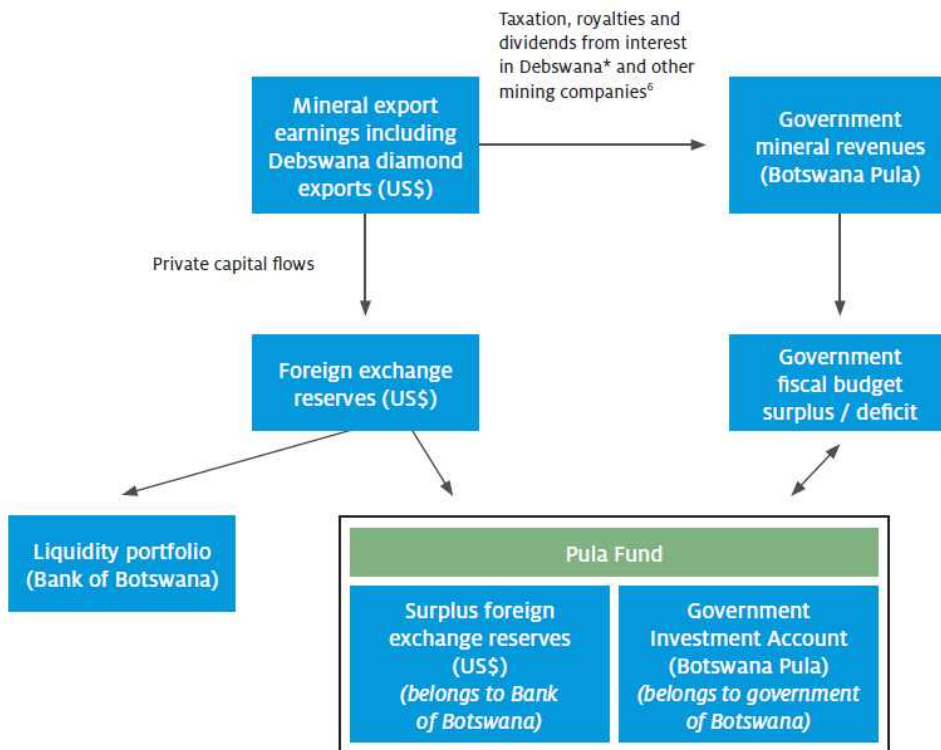 Taxation, royalties and
dividends from interest
in Debswana* and other
mining companies⁶
Mineral export
earnings including
Debswana diamond
exports (US$)
Government
mineral revenues
(Botswana Pula)
Private capital flows
Foreign exchange
reserves (US$)
Government
fiscal budget
surplus / deficit
Liquidity portfolio
(Bank of Botswana)
Pula Fund
Surplus foreign
exchange reserves
(US$)
(belongs to Bank
of Botswana)
Government
Investment Account
(Botswana Pula)
(belongs to government
of Botswana)